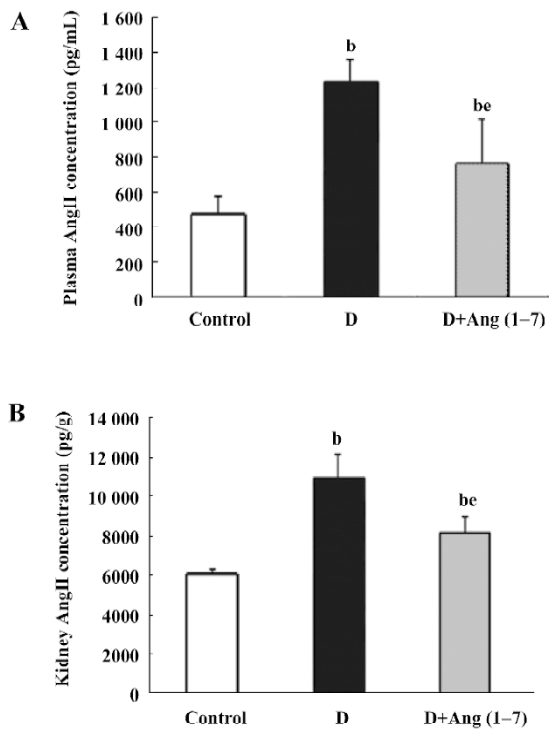 A
Plasma AngII concentration (pg/mL)
1 600
1 400
1 200
1 000
800
600
400
200
0
b
be
Control
D
D+Ang (1–7)
B
Kidney AngII concentration (pg/g)
14 000
12 000
10 000
8000
6000
4000
2000
0
b
be
Control
D
D+Ang (1–7)